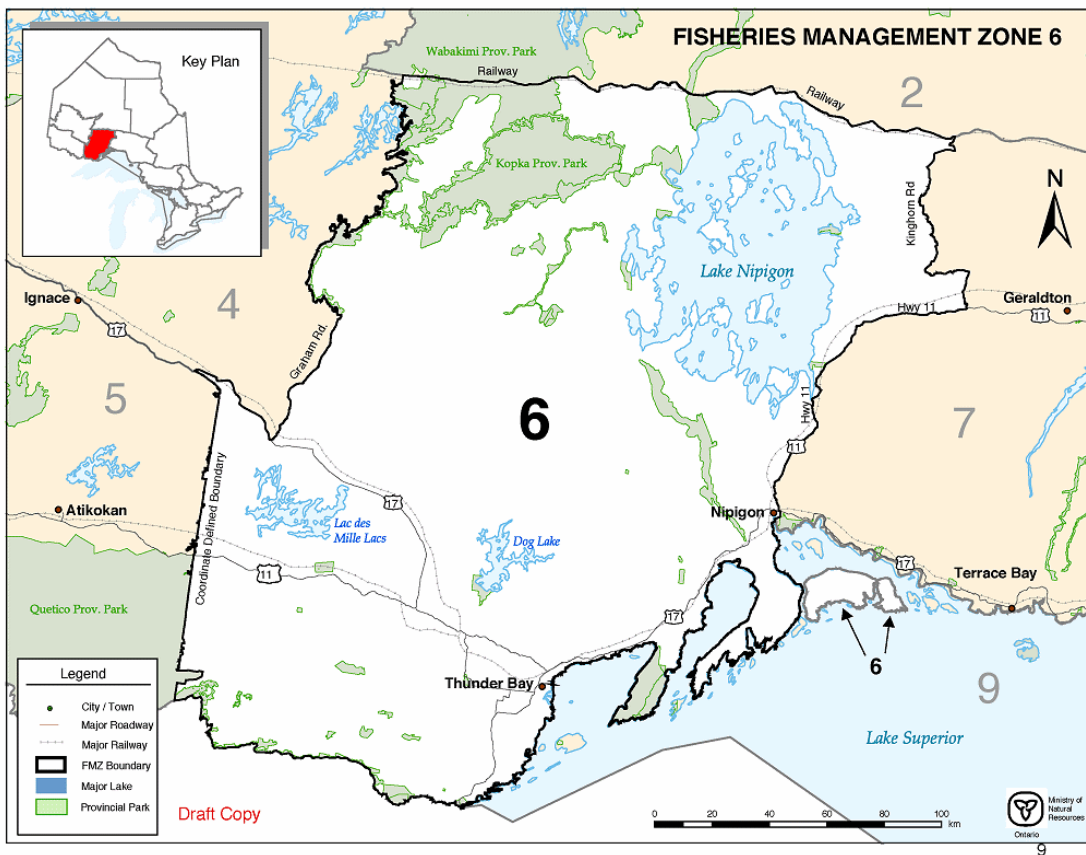 FISHERIES MANAGEMENT ZONE 6
Key Plan
Wabakimi Prov. Park
Railway
Railway
2
Kopka Prov. Park
Kinghorn Rd
N
Lake Nipigon
Ignace
17
4
Graham Rd.
Hwy 11
Geraldton
11
5
6
Hwy 11
7
11
Coordinate Defined Boundary
17
Atikokan
Lac des
Mille Lacs
Dog Lake
Nipigon
11
17
Terrace Bay
Quetico Prov. Park
17
6
Thunder Bay
9
Lake Superior
Legend
City / Town
Major Roadway
Major Railway
FMZ Boundary
Major Lake
Provincial Park
Draft Copy
0 20 40 60 80 100
km
Ministry of
Natural
Resources
Ontario
9